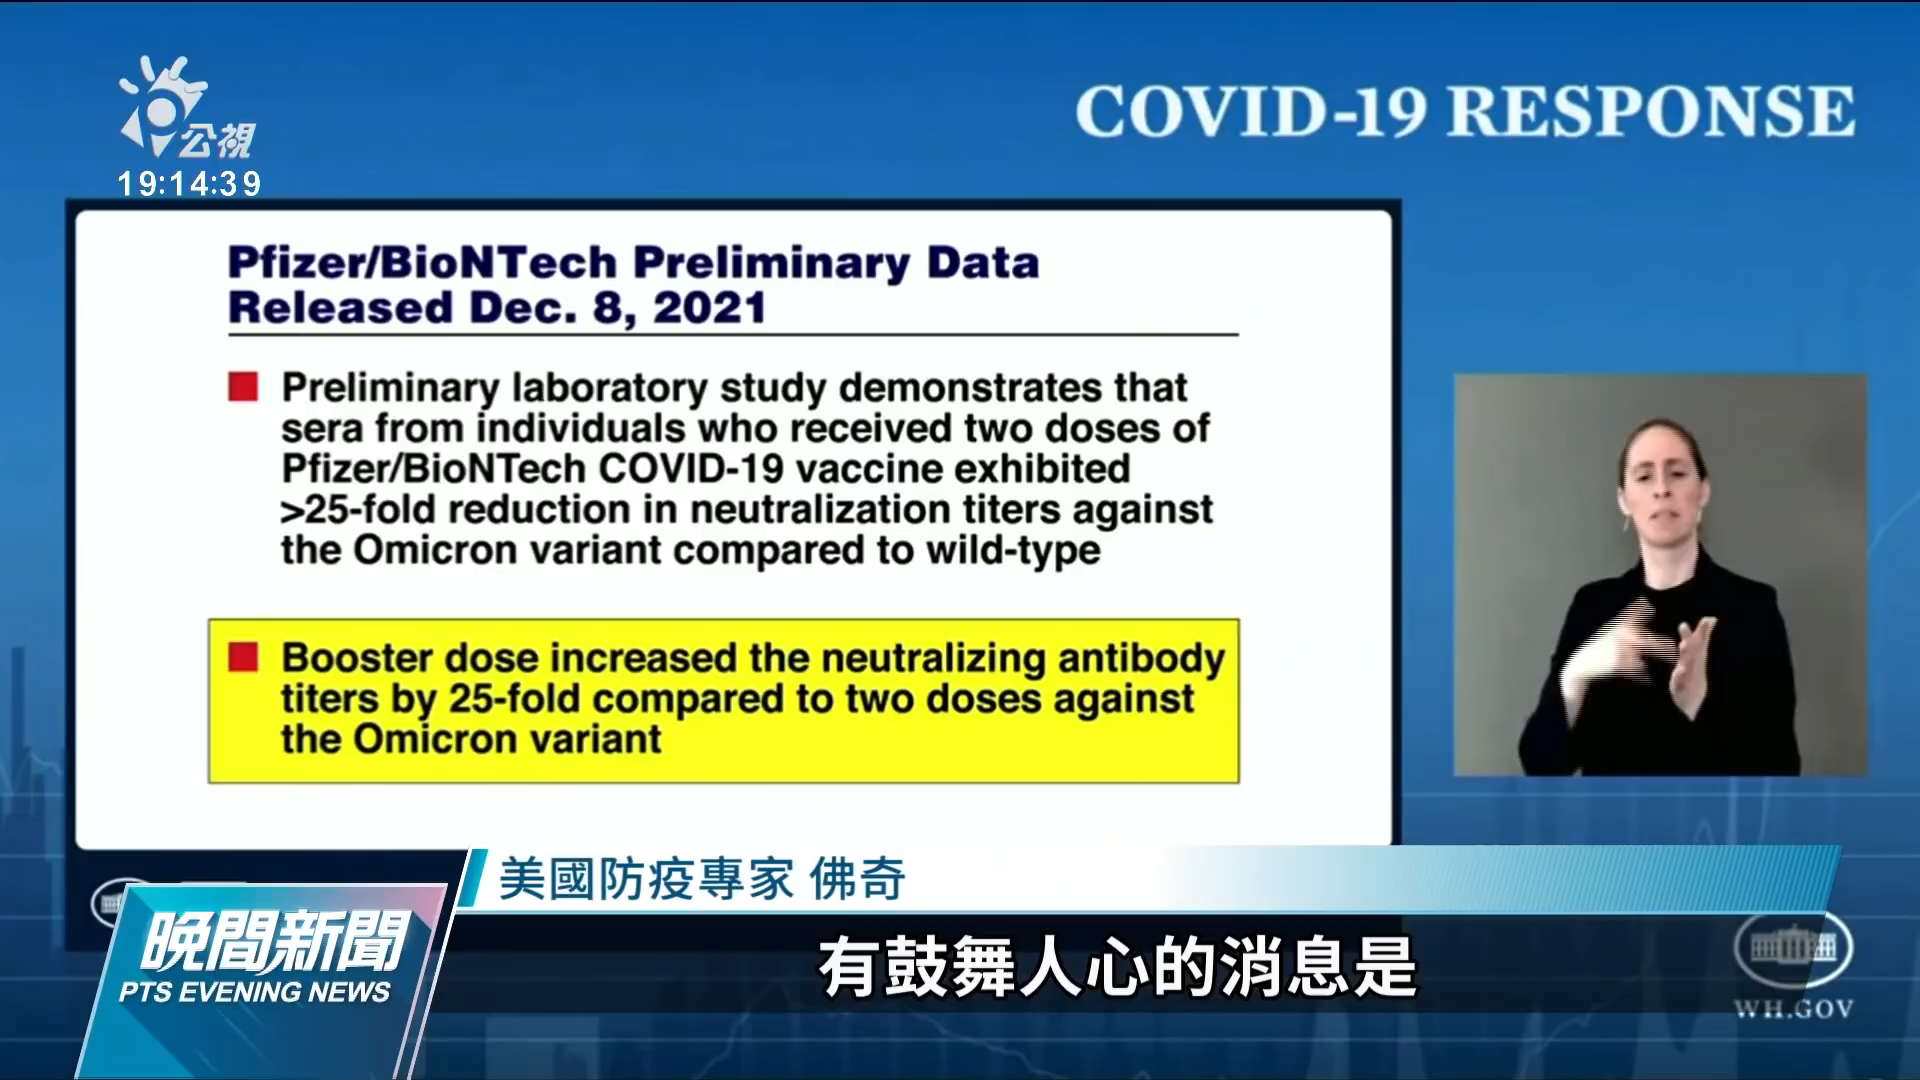 公視
19:14:39
COVID-19 RESPONSE
Pfizer/BioNTech Preliminary Data
Released Dec. 8, 2021
Preliminary laboratory study demonstrates that
sera from individuals who received two doses of
Pfizer/BioNTech COVID-19 vaccine exhibited
>25-fold reduction in neutralization titers against
the Omicron variant compared to wild-type
Booster dose increased the neutralizing antibody
titers by 25-fold compared to two doses against
the Omicron variant
美國防疫專家 佛奇
晚間新聞
PTS EVENING NEWS
有鼓舞人心的消息是
WH.GOV